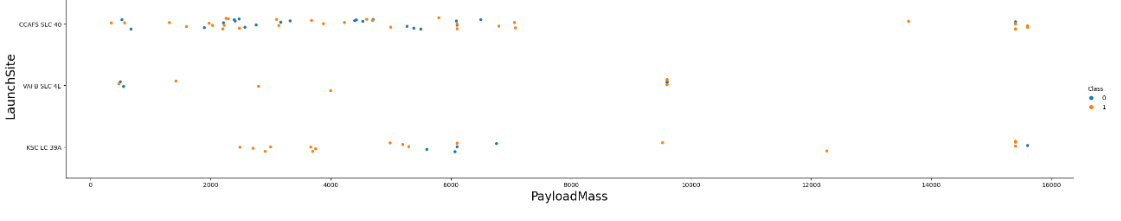 CCAFS SLC 40
VAFB SLC 4E
KSC LC 39A
LaunchSite
0
2000
4000
6000
8000
10000
12000
14000
16000
PayloadMass
Class
0
1